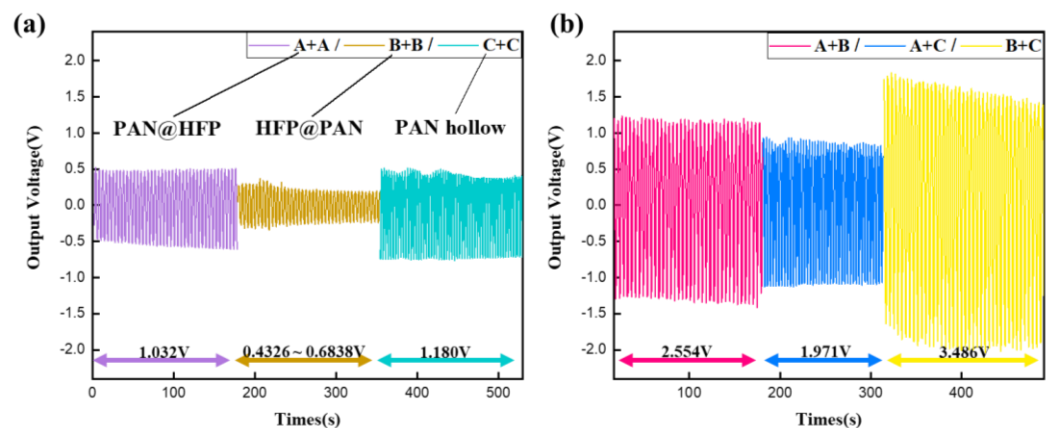 (a)
A+A / B+B / C+C
PAN@HFP HFP@PAN PAN hollow
Output Voltage(V)
2.0
1.5
1.0
0.5
0.0
-0.5
-1.0
-1.5
-2.0
1.032V 0.4326~0.6838V 1.180V
0 100 200 300 400 500
Times(s)
(b)
A+B / A+C / B+C
Output Voltage(V)
2.0
1.5
1.0
0.5
0.0
-0.5
-1.0
-1.5
-2.0
2.554V 1.971V 3.486V
100 200 300 400
Times(s)